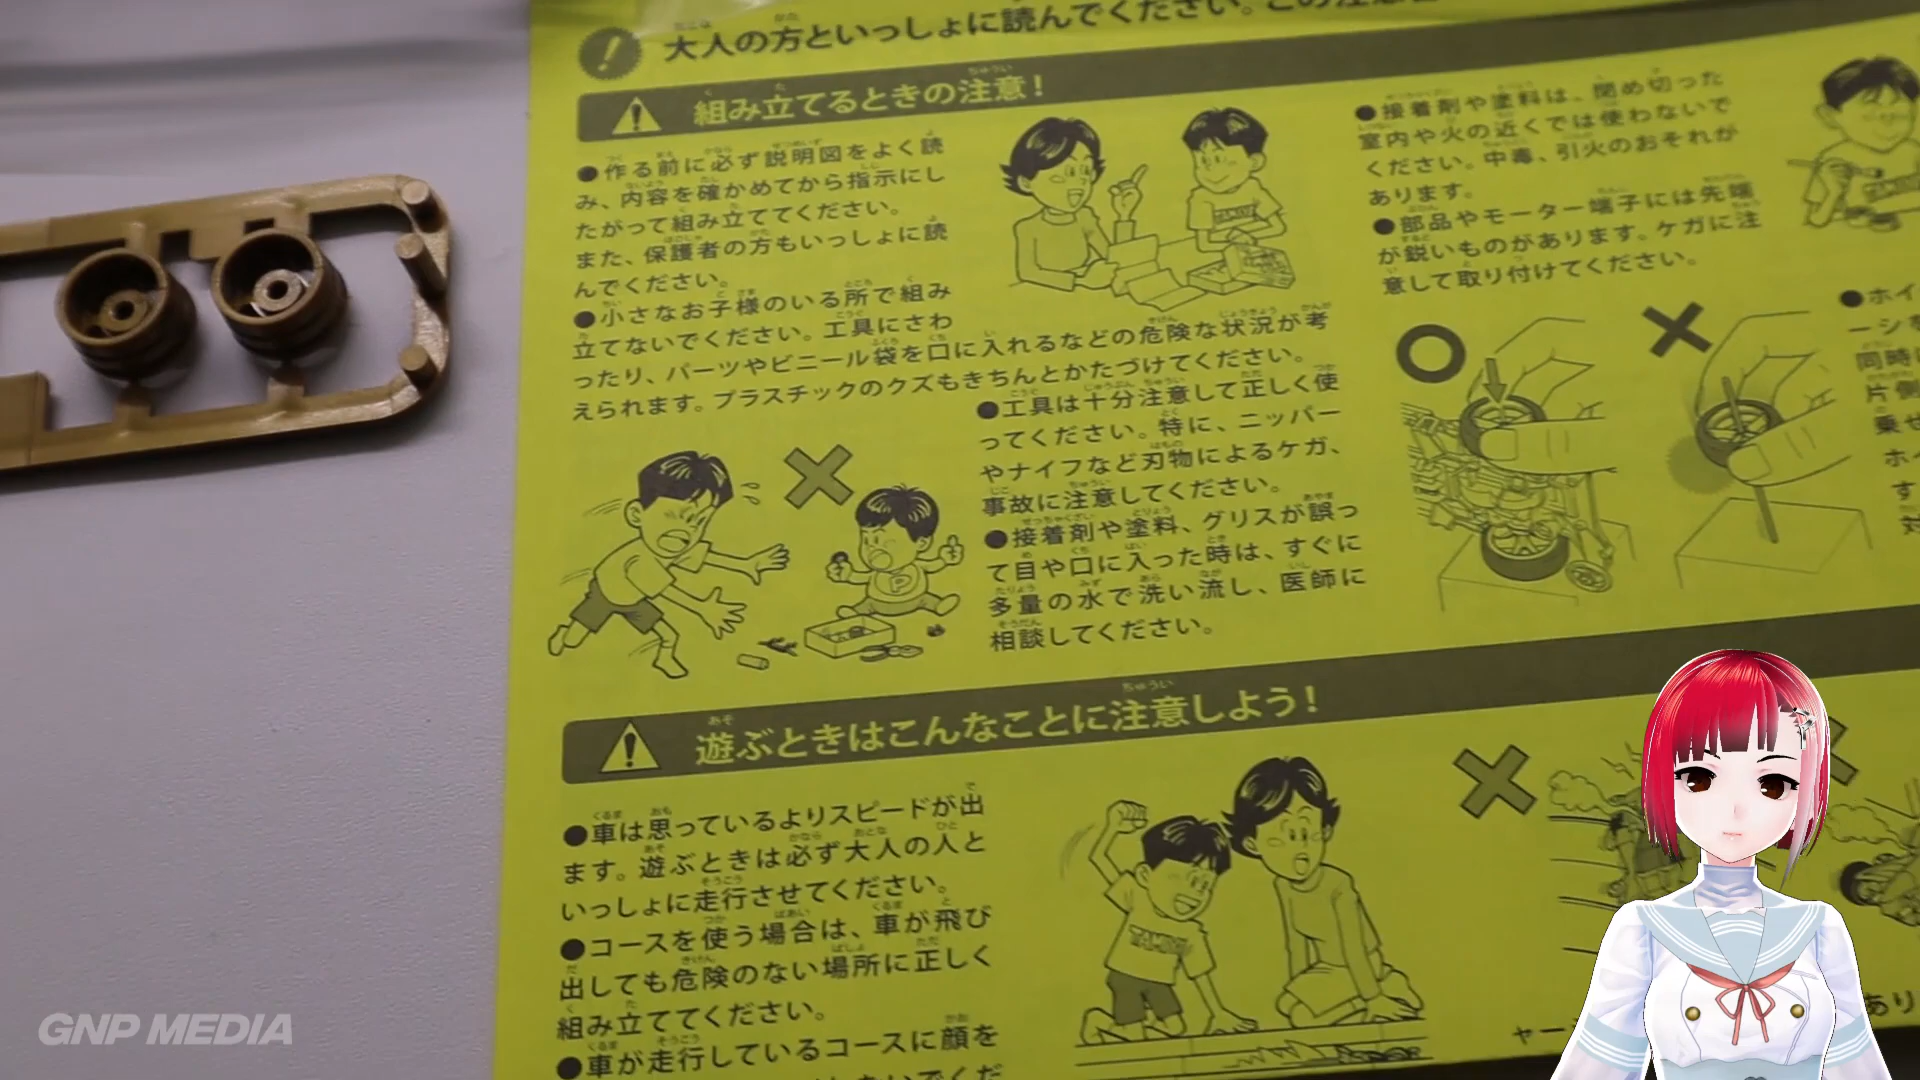 大人の方といっしょに読んでください。この注意
組み立てるときの注意！
●作る前に必ず説明図をよく読
み、内容を確かめてから指示にし
たがって組み立ててください。
また、保護者の方もいっしょに読
んでください。
●小さなお子様のいる所で組み
立てないでください。工具にさわ
ったり、パーツやビニール袋を口に入れるなどの危険な状況が考
えられます。プラスチックのクズもきちんとかたづけてください。
●工具は十分注意して正しく使
ってください。特に、ニッパー
やナイフなど刃物によるケガ、
事故に注意してください。
●接着剤や塗料、グリスが誤っ
て目や口に入った時は、すぐに
多量の水で洗い流し、医師に
相談してください。
●接着剤や塗料は、閉め切った
室内や火の近くでは使わないで
ください。中毒、引火のおそれが
あります。
●部品やモーター端子には先端
が鋭いものがあります。ケガに注
意して取り付けてください。
●ホイ
ーシを
同時
片側
乗せ
ホイ
す
対
遊ぶときはこんなことに注意しよう！
●車は思っているよりスピードが出
ます。遊ぶときは必ず大人の人と
いっしょに走行させてください。
●コースを使う場合は、車が飛び
出しても危険のない場所に正しく
組み立ててください。
●車が走行しているコースに顔を
あり
GNP MEDIA